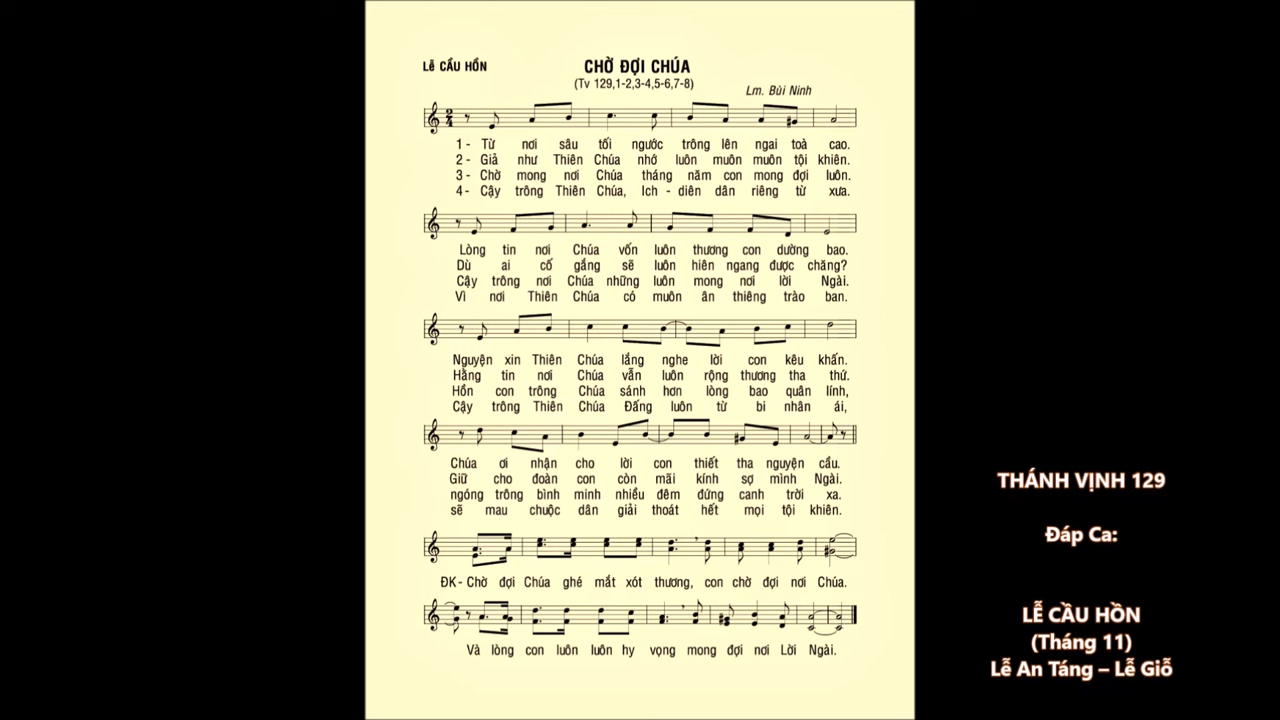 Lễ CẦU HỒN
CHỜ ĐỢI CHÚA
(Tv 129,1-2,3-4,5-6,7-8)
Lm. Bùi Ninh
1 - Từ nơi sâu tối ngước trông lên ngai toà cao.
2 - Giả như Thiên Chúa nhớ luôn muôn muôn tội khiên.
3 - Chờ mong nơi Chúa tháng năm con mong đợi luôn.
4 - Cậy trông Thiên Chúa, Ich - diên dân riêng từ xưa.
Lòng tin nơi Chúa vốn luôn thương con dường bao.
Dù ai cố gắng sẽ luôn hiên ngang được chăng?
Cậy trông nơi Chúa những luôn mong nơi lời Ngài.
Vì nơi Thiên Chúa có muôn ân thiêng trào ban.
Nguyện xin Thiên Chúa lắng nghe lời con kêu khấn.
Hằng tin nơi Chúa vẫn luôn rộng thương tha thứ.
Hồn con trông Chúa sánh hơn lòng bao quân lính,
Cậy trông Thiên Chúa Đấng luôn từ bi nhân ái,
Chúa ơi nhận cho lời con thiết tha nguyện cầu.
Giữ cho đoàn con còn mãi kính sợ mình Ngài.
ngóng trông bình minh nhiều đêm đứng canh trời xa.
sẽ mau chuộc dân giải thoát hết mọi tội khiên.
ĐK - Chờ đợi Chúa ghé mắt xót thương, con chờ đợi nơi Chúa.
Và lòng con luôn luôn hy vọng mong đợi nơi Lời Ngài.
THÁNH VỊNH 129
Đáp Ca:
LỄ CẦU HỒN
(Tháng 11)
Lễ An Táng – Lễ Giỗ